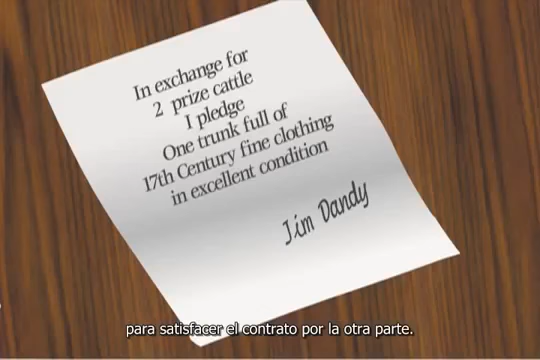 In exchange for
2 prize cattle
I pledge
One trunk full of
17th Century fine clothing
in excellent condition
Jim Dandy
para satisfacer el contrato por la otra parte.